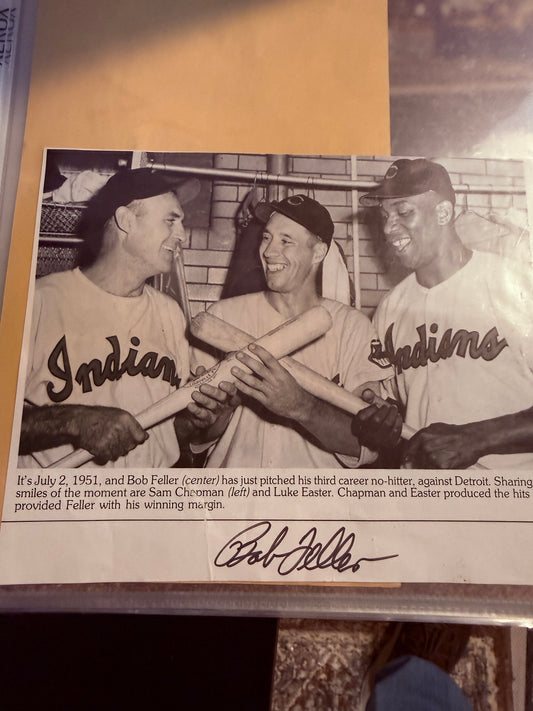 XEROX
Indians
Indians
It's July 2, 1951, and Bob Feller (center) has just pitched his third career no-hitter, against Detroit. Sharing
smiles of the moment are Sam Chapman (left) and Luke Easter. Chapman and Easter produced the hits
provided Feller with his winning margin.
Bob Feller